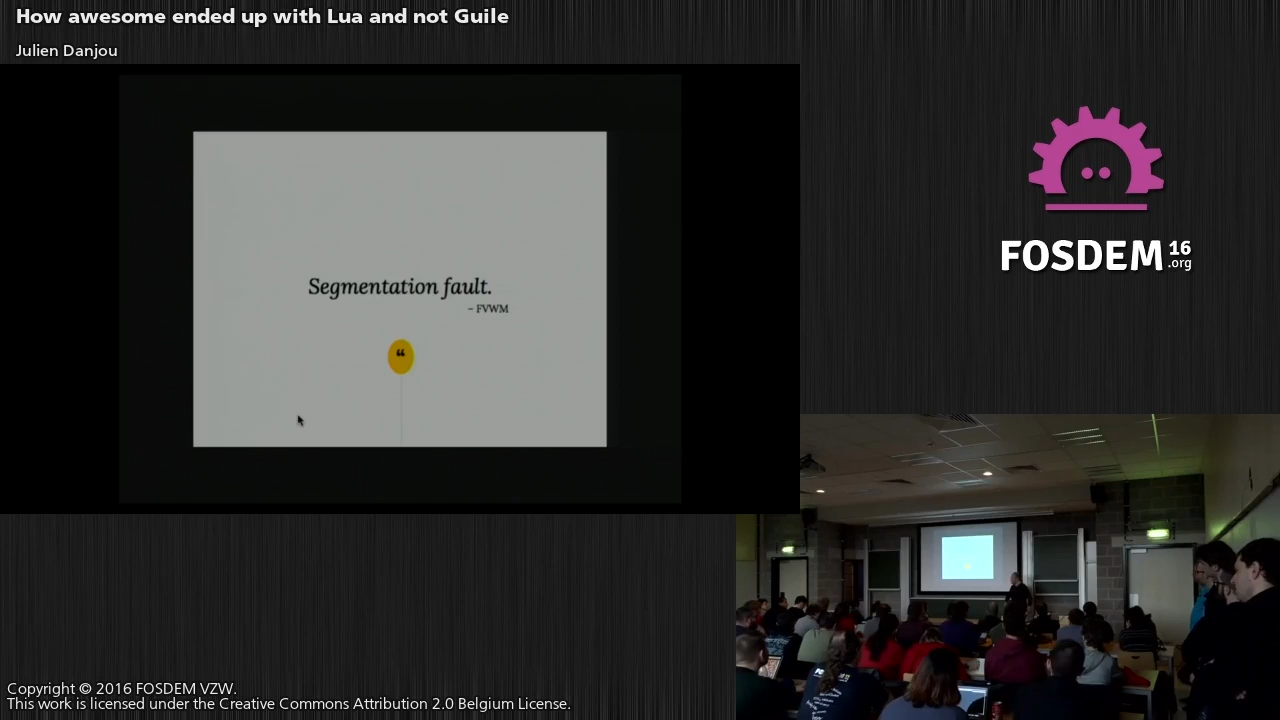 How awesome ended up with Lua and not Guile
Julien Danjou
Segmentation fault.
– FVWM
“
FOSDEM 16
.org
Copyright © 2016 FOSDEM VZW.
This work is licensed under the Creative Commons Attribution 2.0 Belgium License.